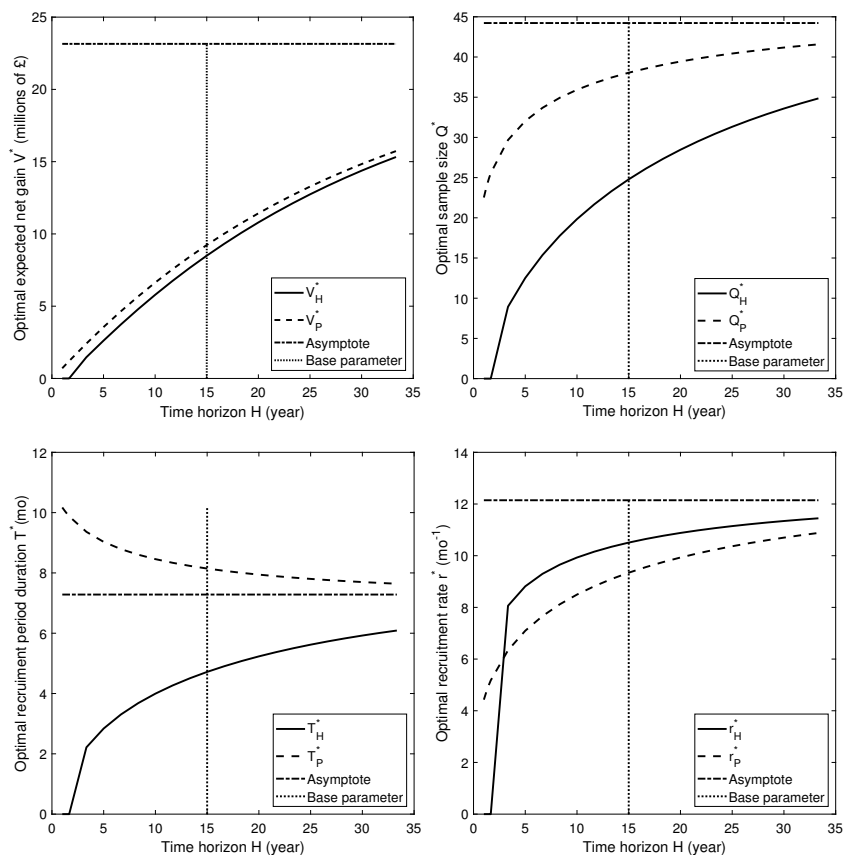 Optimal expected net gain V* (millions of £)
25
20
15
10
5
0
0 5 10 15 20 25 30 35
Time horizon H (year)
V*H
V*P
Asymptote
Base parameter
Optimal sample size Q*
45
40
35
30
25
20
15
10
5
0
0 5 10 15 20 25 30 35
Time horizon H (year)
Q*H
Q*P
Asymptote
Base parameter
Optimal recruiment period duration T* (mo)
12
10
8
6
4
2
0
0 5 10 15 20 25 30 35
Time horizon H (year)
T*H
T*P
Asymptote
Base parameter
Optimal recruitment rate r* (mo-1)
14
12
10
8
6
4
2
0
0 5 10 15 20 25 30 35
Time horizon H (year)
r*H
r*P
Asymptote
Base parameter